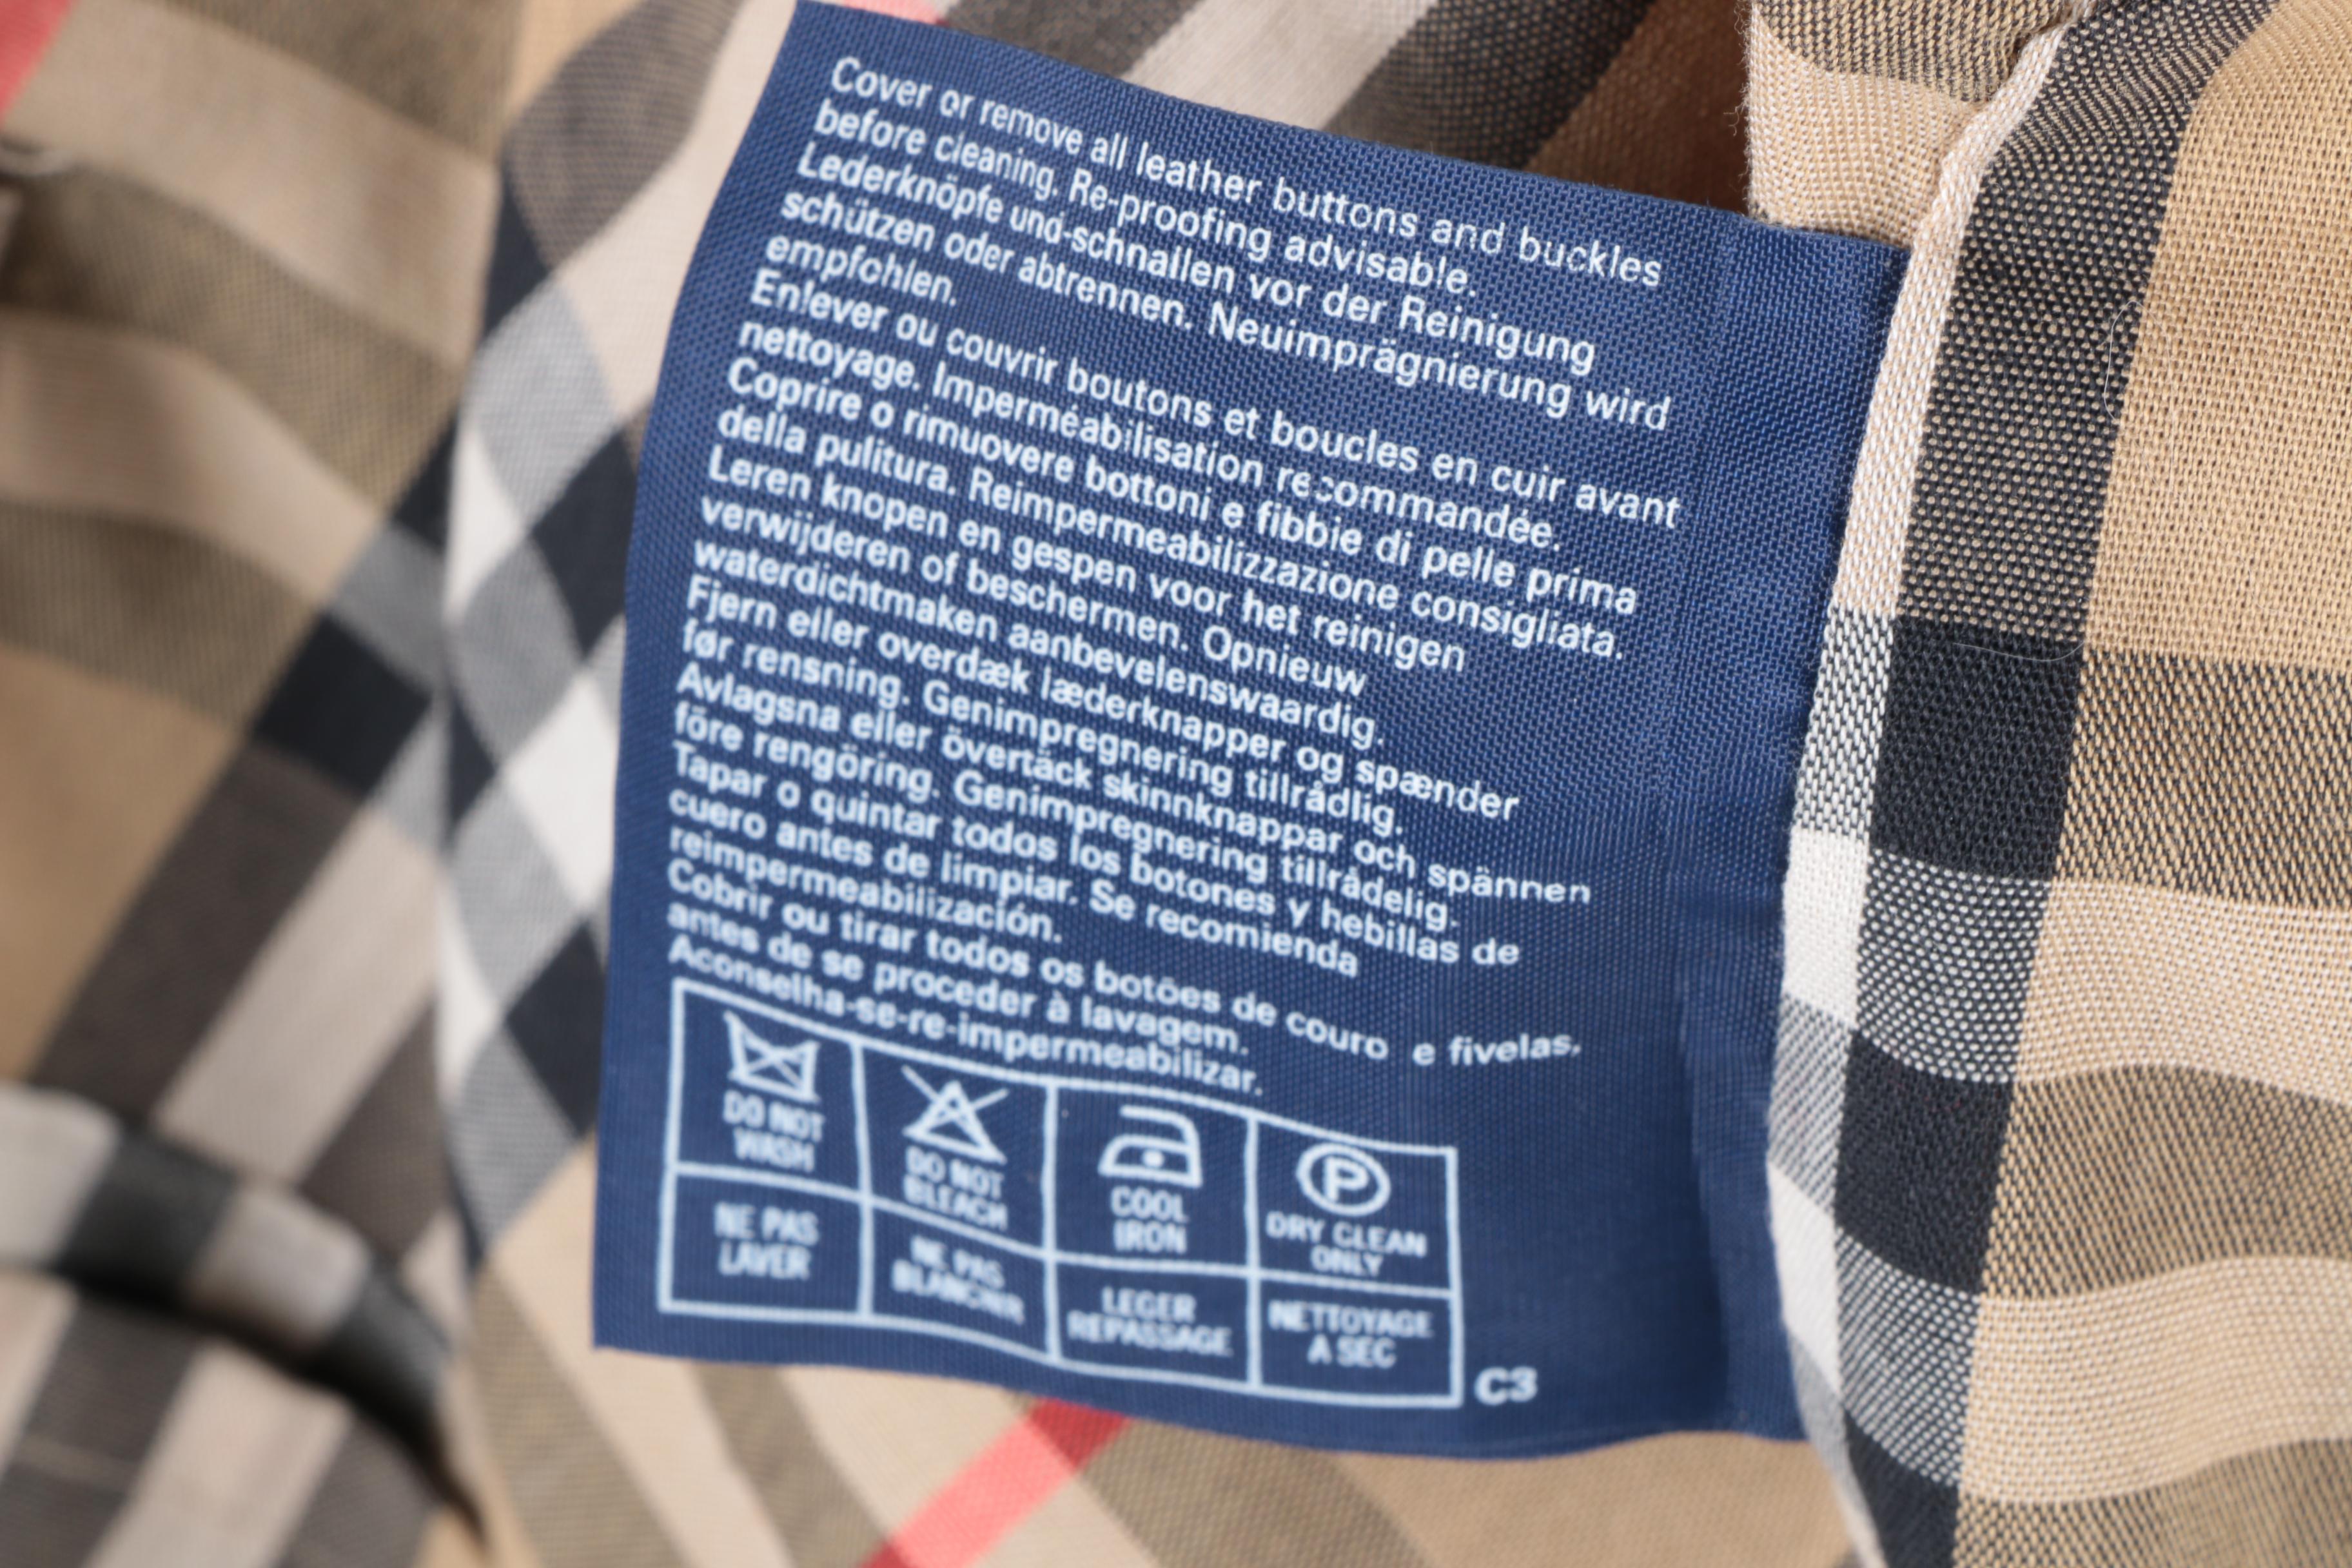 Cover or remove all leather buttons and buckles
before cleaning. Re-proofing advisable.
Lederknöpfe und-schnallen vor der Reinigung
schützen oder abtrennen. Neuimprägnierung wird
empfohlen.
Enlever ou couvrir boutons et boucles en cuir avant
nettoyage. Imperméabilisation recommandée.
Coprire o rimuovere bottoni e fibbie di pelle prima
della pulitura. Reimpermeabilizzazione consigliata.
Leren knopen en gespen voor het reinigen
verwijderen of beschermen. Opnieuw
waterdichtmaken aanbevelenswaardig.
Fjern eller overdæk læderknapper og spænder
før rensning. Genimpregnering tillrådlig.
Avlagsna eller övertäck skinnknappar och spännen
före rengöring. Genimpregnering tillrådelig.
Tapar o quintar todos los botones y hebillas de
cuero antes de limpiar. Se recomienda
reimpermeabilización.
Cobrir ou tirar todos os botões de couro e fivelas,
antes de se proceder à lavagem.
Aconselha-se-re-impermeabilizar.
DO NOT
WASH
DO NOT
BLEACH
COOL
IRON
P
DRY CLEAN
ONLY
NE PAS
LAVER
NE PAS
BLANCHIR
LEGER
REPASSAGE
NETTOYAGE
A SEC
C3